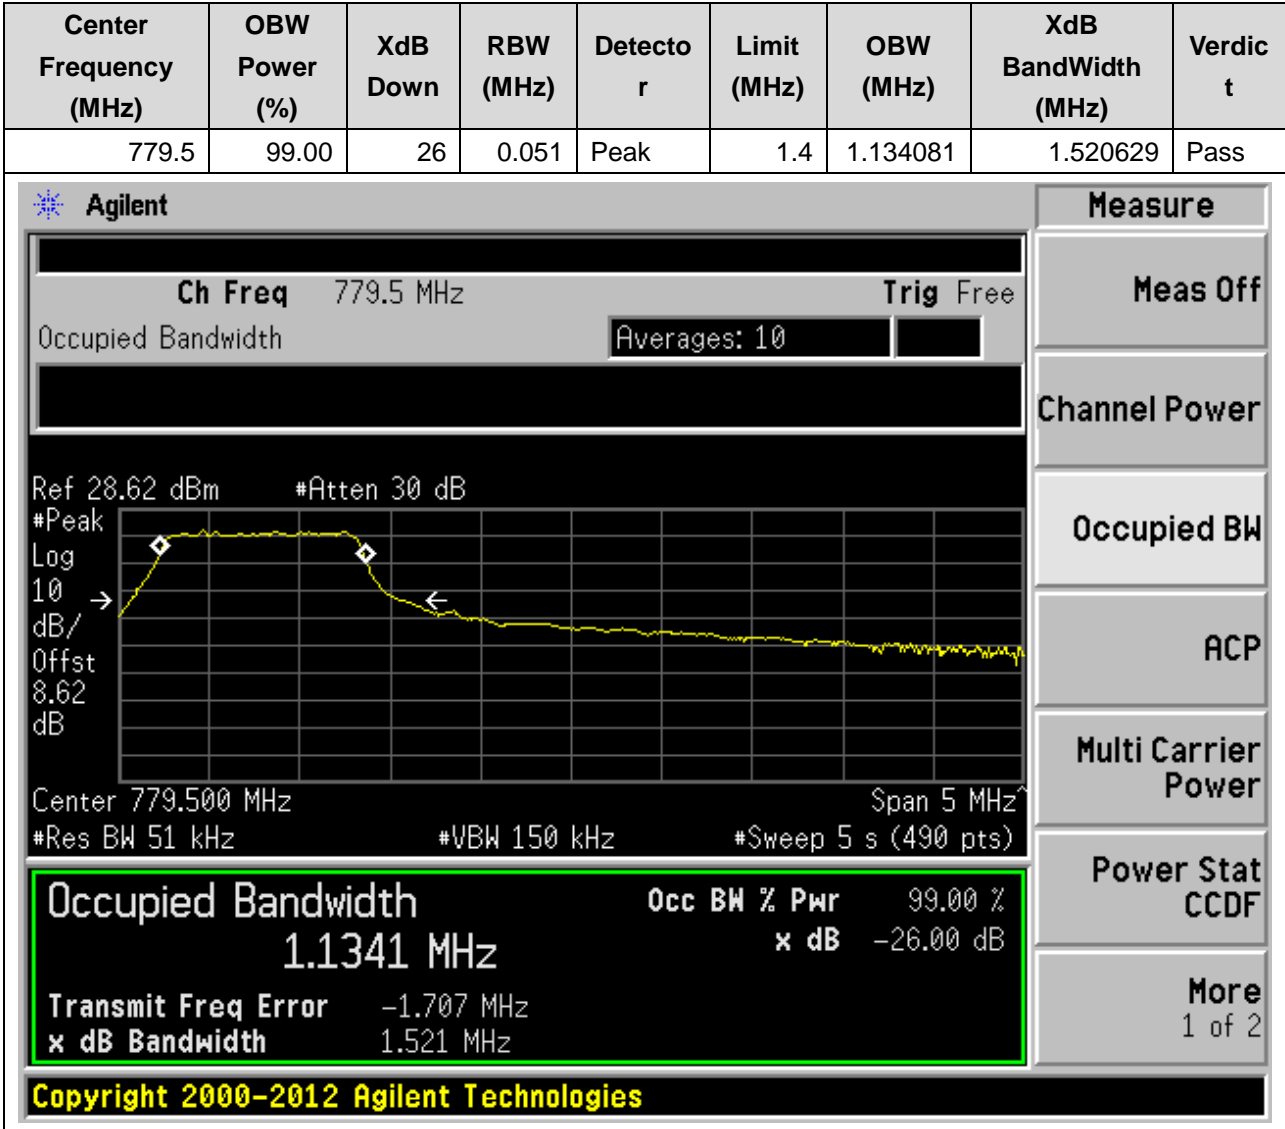 Center Frequency (MHz) OBW Power (%) XdB Down RBW (MHz) Detecto r Limit (MHz) OBW (MHz) XdB BandWidth (MHz) Verdic t
779.5 99.00 26 0.051 Peak 1.4 1.134081 1.520629 Pass
Agilent
Measure
Ch Freq 779.5 MHz Trig Free
Meas Off
Occupied Bandwidth Averages: 10
Channel Power
Ref 28.62 dBm #Atten 30 dB
#Peak
Log
10
dB/
Offst
8.62
dB
Occupied BW
ACP
Multi Carrier
Power
Center 779.500 MHz Span 5 MHz^
#Res BW 51 kHz #VBW 150 kHz #Sweep 5 s (490 pts)
Power Stat
CCDF
Occupied Bandwidth Occ BW % Pwr 99.00 %
1.1341 MHz x dB -26.00 dB
Transmit Freq Error -1.707 MHz
x dB Bandwidth 1.521 MHz
More
1 of 2
Copyright 2000-2012 Agilent Technologies